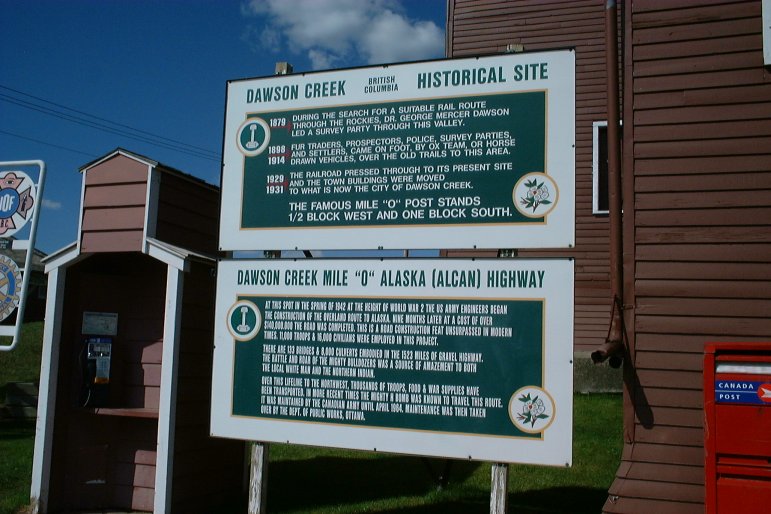 DAWSON CREEK BRITISH COLUMBIA HISTORICAL SITE
1879 DURING THE SEARCH FOR A SUITABLE RAIL ROUTE
THROUGH THE ROCKIES, DR. GEORGE MERCER DAWSON
LED A SURVEY PARTY THROUGH THIS VALLEY.
1898 FUR TRADERS, PROSPECTORS, POLICE, SURVEY PARTIES,
AND SETTLERS, CAME ON FOOT, BY OX TEAM, OR HORSE
1914 DRAWN VEHICLES, OVER THE OLD TRAILS TO THIS AREA.
1929 THE RAILROAD PRESSED THROUGH TO ITS PRESENT SITE
AND THE TOWN BUILDINGS WERE MOVED
1931 TO WHAT IS NOW THE CITY OF DAWSON CREEK.
THE FAMOUS MILE "O" POST STANDS
1/2 BLOCK WEST AND ONE BLOCK SOUTH.
DAWSON CREEK MILE "O" ALASKA (ALCAN) HIGHWAY
AT THIS SPOT IN THE SPRING OF 1942 AT THE HEIGHT OF WORLD WAR 2 THE US ARMY ENGINEERS BEGAN
THE CONSTRUCTION OF THE OVERLAND ROUTE TO ALASKA. NINE MONTHS LATER AT A COST OF OVER
$140,000,000 THE ROAD WAS COMPLETED. THIS IS A ROAD CONSTRUCTION FEAT UNSURPASSED IN MODERN
TIMES. 11,000 TROOPS & 16,000 CIVILIANS WERE EMPLOYED IN THIS PROJECT.
THERE ARE 133 BRIDGES & 8,000 CULVERTS EMBODIED IN THE 1523 MILES OF GRAVEL HIGHWAY.
THE RATTLE AND ROAR OF THE MIGHTY BULLDOZERS WAS A SOURCE OF AMAZEMENT TO BOTH
THE LOCAL WHITE MAN AND THE NORTHERN INDIAN.
OVER THIS LIFELINE TO THE NORTHWEST, THOUSANDS OF TROOPS, FOOD & WAR SUPPLIES HAVE
BEEN TRANSPORTED. IN MORE RECENT TIMES THE MIGHTY H BOMB WAS KNOWN TO TRAVEL THIS ROUTE.
IT WAS MAINTAINED BY THE CANADIAN ARMY UNTIL APRIL 1964. MAINTENANCE WAS THEN TAKEN
OVER BY THE DEPT. OF PUBLIC WORKS, OTTAWA.
CANADA
POST